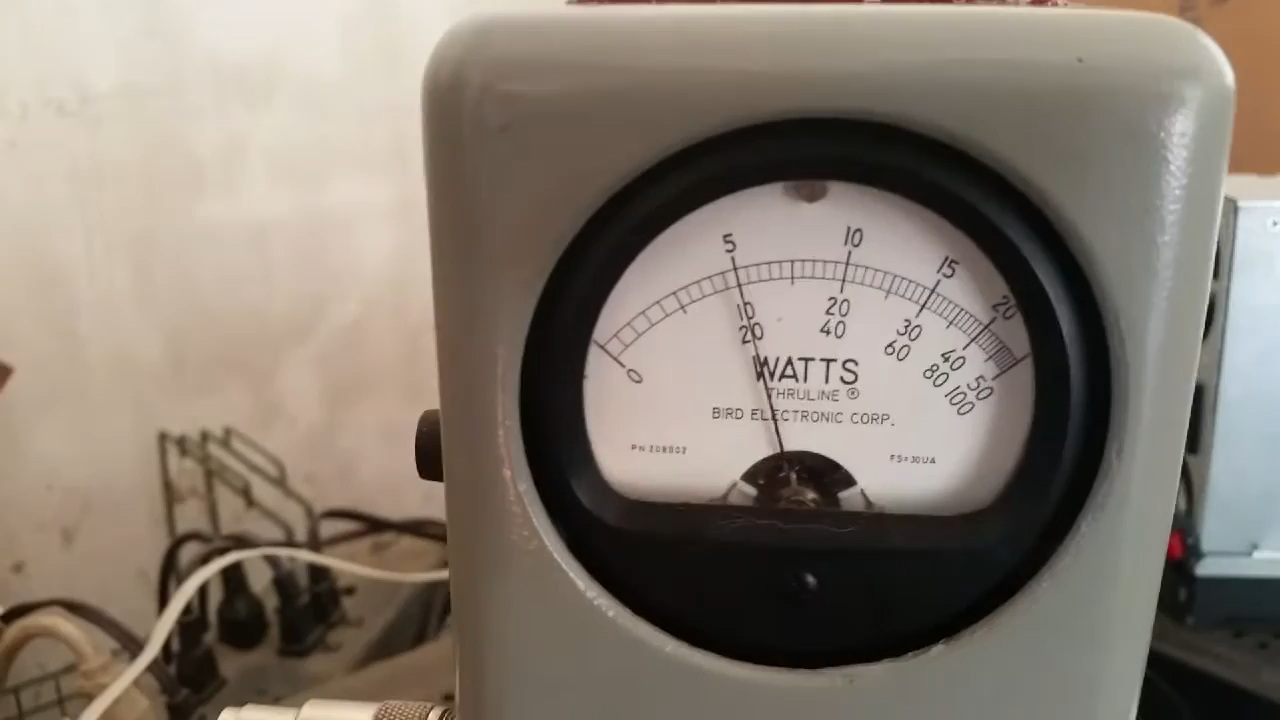 5 10 15 20
10 20 30 40 50
0 20 40 60 80 100
WATTS
THRULINE ®
BIRD ELECTRONIC CORP.
PN 208002 FS=30UA